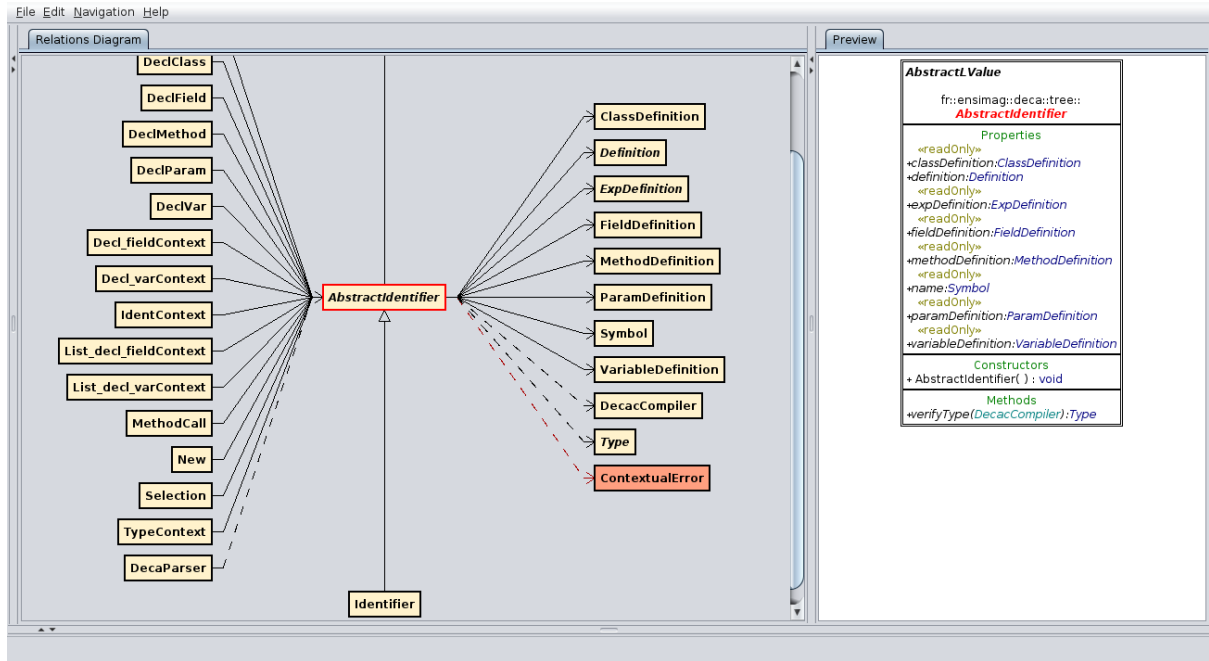 File Edit Navigation Help
Relations Diagram
DeclClass
DeclField
DeclMethod
DeclParam
DeclVar
Decl_fieldContext
Decl_varContext
IdentContext
List_decl_fieldContext
List_decl_varContext
MethodCall
New
Selection
TypeContext
DecaParser
AbstractIdentifier
Identifier
ClassDefinition
Definition
ExpDefinition
FieldDefinition
MethodDefinition
ParamDefinition
Symbol
VariableDefinition
DecacCompiler
Type
ContextualError
Preview
AbstractLValue
fr::ensimag::deca::tree::
AbstractIdentifier
Properties
«readOnly»
+classDefinition:ClassDefinition
+definition:Definition
«readOnly»
+expDefinition:ExpDefinition
«readOnly»
+fieldDefinition:FieldDefinition
«readOnly»
+methodDefinition:MethodDefinition
«readOnly»
+name:Symbol
«readOnly»
+paramDefinition:ParamDefinition
«readOnly»
+variableDefinition:VariableDefinition
Constructors
+ AbstractIdentifier( ) : void
Methods
+verifyType(DecacCompiler):Type